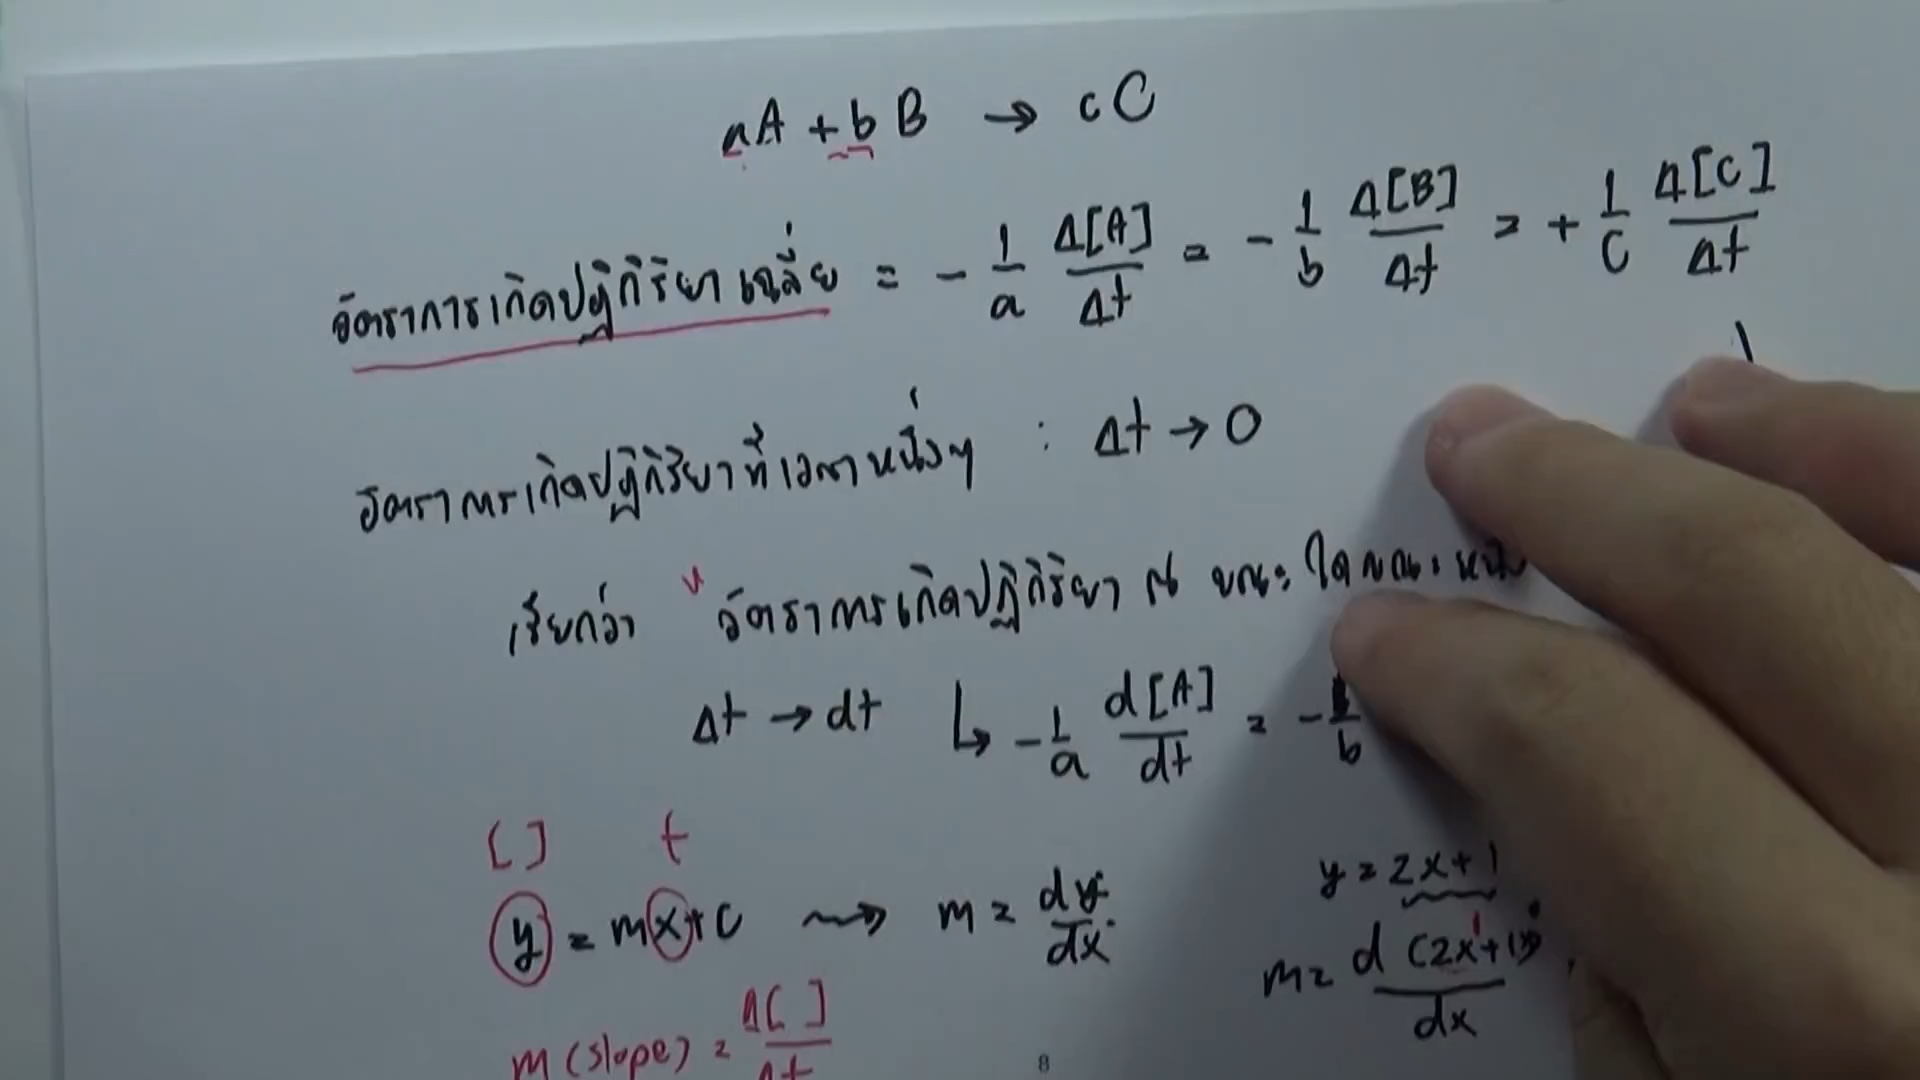 aA + bB → cC
อัตราการเกิดปฏิกิริยาเฉลี่ย = - 1/a Δ[A]/Δt = - 1/b Δ[B]/Δt = + 1/c Δ[C]/Δt
อัตราการเกิดปฏิกิริยาที่เวลาหนึ่งๆ : Δt → 0
เรียกว่า อัตราการเกิดปฏิกิริยา ณ ขณะใดขณะหนึ่ง
Δt → dt ↳ - 1/a d[A]/dt = - 1/b
[ ] t
y = mx + c ⇝ m = dy/dx
y = 2x + 1
m = d(2x¹+1x⁰)/dx
m (slope) = Δ[ ]/Δt
8